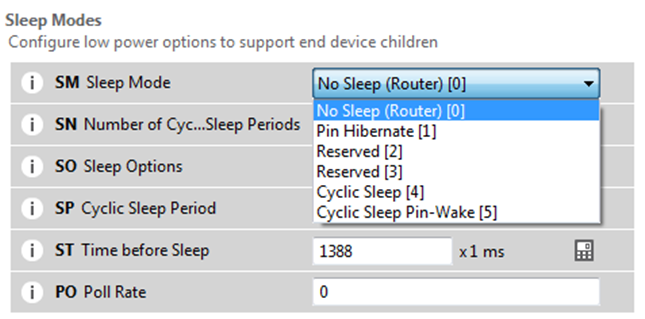 Sleep Modes
Configure low power options to support end device children
i SM Sleep Mode No Sleep (Router) [0]
No Sleep (Router) [0]
i SN Number of Cyc...Sleep Periods
Pin Hibernate [1]
Reserved [2]
i SO Sleep Options
Reserved [3]
Cyclic Sleep [4]
i SP Cyclic Sleep Period
Cyclic Sleep Pin-Wake [5]
i ST Time before Sleep 1388 x 1 ms
i PO Poll Rate 0